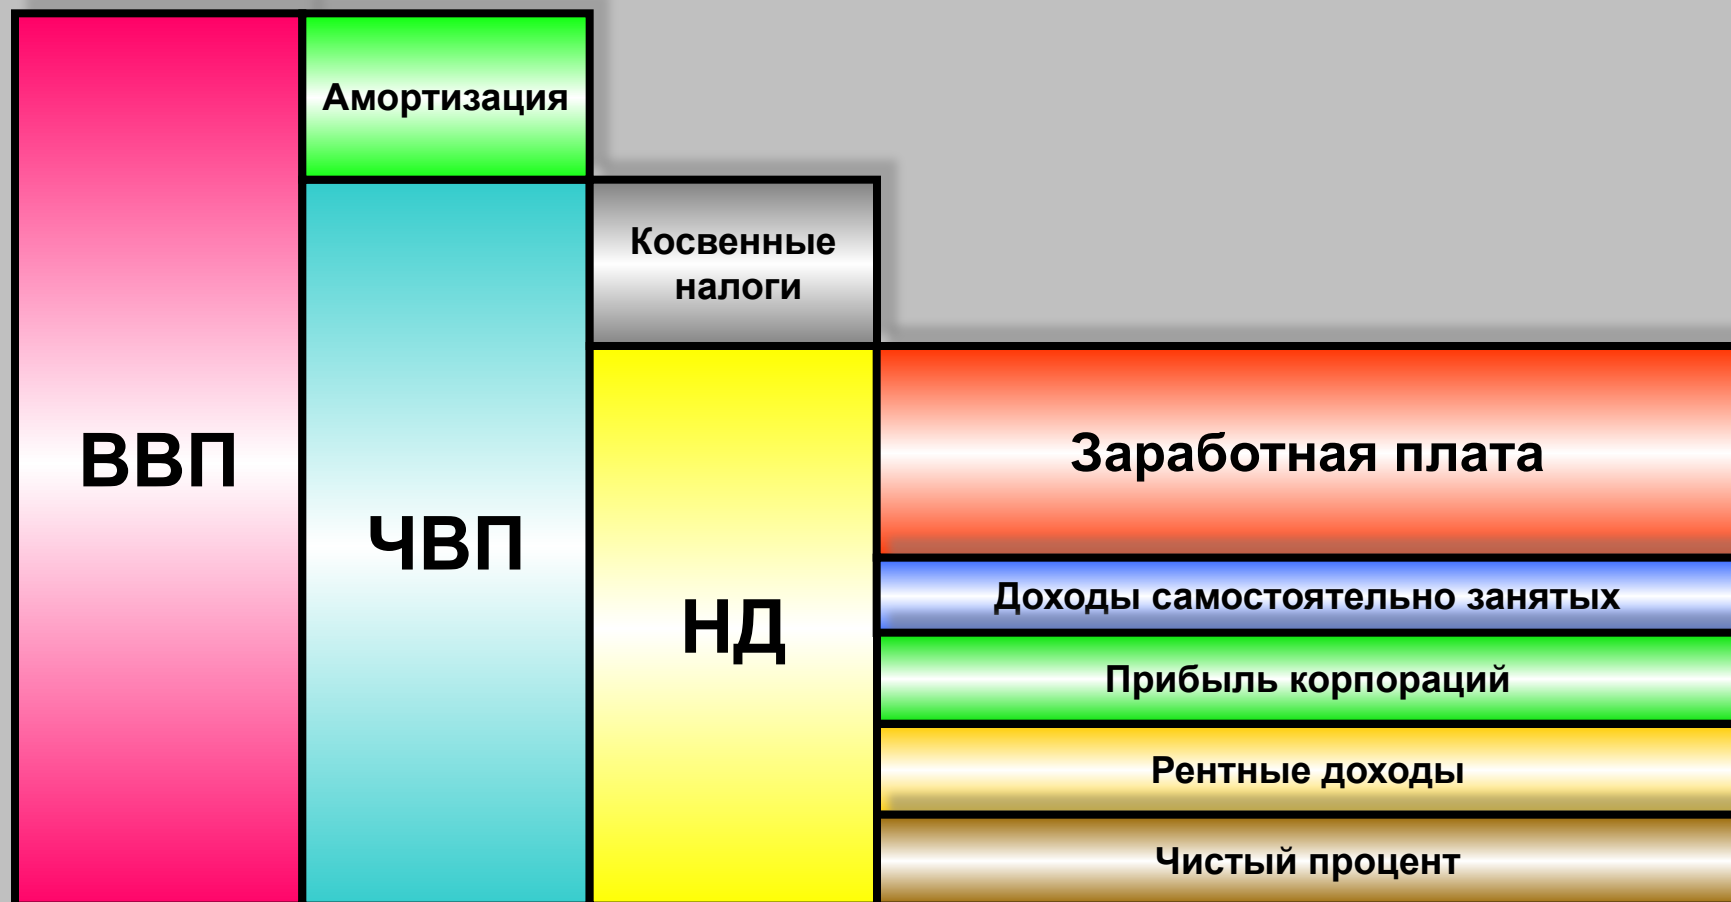 Амортизация
Косвенные
налоги
ВВП
ЧВП
НД
Заработная плата
Доходы самостоятельно занятых
Прибыль корпораций
Рентные доходы
Чистый процент